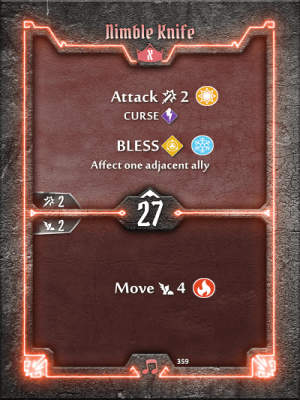 Nimble Knife
X
Attack 2
CURSE
BLESS
Affect one adjacent ally
2
27
2
Move 4
359